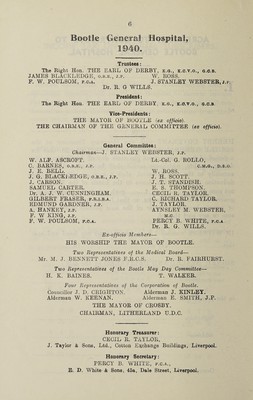 6
Bootle General Hospital,
1940.
Trustees:
The Right Hon. THE EARL OF DERBY, K.G., K.C.V.O., G.C.B.
JAMES BLACKLEDGE, O.B.E., J.P. W. ROSS.
F. W. POULSOM, F.C.A. J. STANLEY WEBSTER, J.P.
Dr. R. G. WILLS.
President:
The Right Hon. THE EARL OF DERBY, K.G., K.C.V.O., G.C.B.
Vice-Presidents:
THE MAYOR OF BOOTLE (ex officio).
THE CHAIRMAN OF THE GENERAL COMMITTEE (ex officio).
General Committee:
Chairman—J. STANLEY WEBSTER, J.P.
W. ALF. ASCROFT. Lt.-Col. G. ROLLO,
C. BARNES, O.B.E., J.P. C.M.G., D.S.O.
J. E. BELL. W. ROSS.
J. G. BLACKLEDGE, O.B.E., J.P. J. H. SCOTT.
J. CARSON. J. T. STANDISH.
SAMUEL CARTER. E. S. THOMPSON.
Dr. A. J. W. CUNNINGHAM. CECIL R. TAYLOR.
GILBERT FRASER, F.R.I.B.A. C. RICHARD TAYLOR.
EDMUND GARDNER, J.P. J. TAYLOR.
A. HANKEY, J.P. AYNSLEY M. WEBSTER,
F. W. KING, J.P. M.C.
F. W. POULSOM, F.C.A. PERCY B. WHITE, F.C.A.
Dr. R. G. WILLS.
Ex-officio Members—
HIS WORSHIP THE MAYOR OF BOOTLE.
Two Representatives of the Medical Board—
Mr. M. J. BENNETT JONES F.R.C.S. Dr. R. FAIRHURST.
Two Representatives of the Bootle May Day Committee—
H. K. BAINES. T. WALKER.
Four Representatives of the Corporation of Bootle.
Councillor J. D. CRIGHTON. Alderman J. KINLEY.
Alderman W. KEENAN. Alderman E. SMITH, J.P.
THE MAYOR OF CROSBY.
CHAIRMAN, LITHERLAND U.D.C.
Honorary Treasurer:
CECIL R. TAYLOR,
J. Taylor & Sons, Ltd., Cotton Exchange Buildings, Liverpool.
Honorary Secretary:
PERCY B. WHITE, F.C.A.,
E. D. White & Sons, 45a, Dale Street, Liverpool.